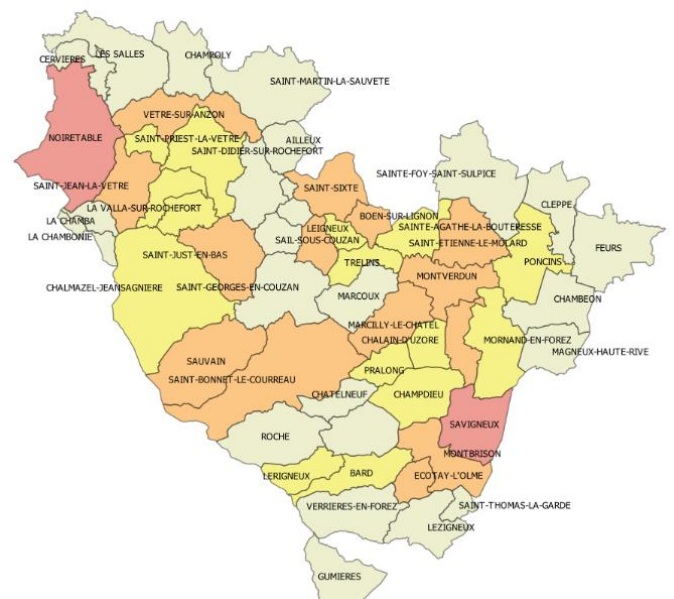 LES SALLES
CERVIERES
CHAMPOLY
SAINT-MARTIN-LA-SAUVETE
VETRE-SUR-ANZON
NOIRETABLE
SAINT-PRIEST-LA-VETRE
AILLEUX
SAINT-DIDIER-SUR-ROCHEFORT
SAINTE-FOY-SAINT-SULPICE
SAINT-JEAN-LA-VETRE
SAINT-SIXTE
CLEPPE
LA VALLA-SUR-ROCHEFORT
BOEN-SUR-LIGNON
LA CHAMBA
LEIGNEUX
SAINTE-AGATHE-LA-BOUTERESSE
LA CHAMBONIE
SAIL-SOUS-COUZAN
SAINT-ETIENNE-LE-MOLARD
FEURS
SAINT-JUST-EN-BAS
TRELINS
PONCINS
MONTVERDUN
CHALMAZEL-JEANSAGNIERE
SAINT-GEORGES-EN-COUZAN
MARCOUX
CHAMBEON
MARCILLY-LE-CHATEL
CHALAIN-D'UZORE
MORNAND-EN-FOREZ
MAGNEUX-HAUTE-RIVE
SAUVAIN
PRALONG
SAINT-BONNET-LE-COURREAU
CHATELNEUF
CHAMPDIEU
SAVIGNEUX
ROCHE
MONTBRISON
LERIGNEUX
BARD
ECOTAY-L'OLME
VERRIERES-EN-FOREZ
SAINT-THOMAS-LA-GARDE
LEZIGNEUX
GUMIERES